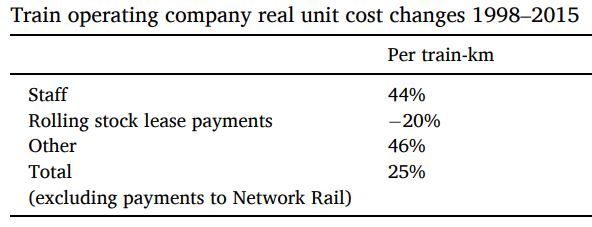 Train operating company real unit cost changes 1998–2015
Per train-km
Staff 44%
Rolling stock lease payments −20%
Other 46%
Total 25%
(excluding payments to Network Rail)